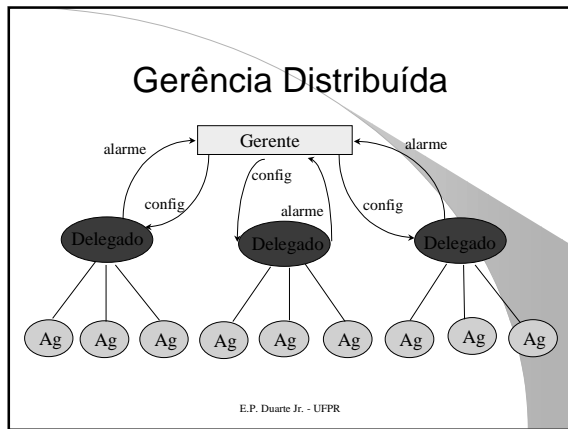 Gerência Distribuída
Gerente
alarme
alarme
config
config
config
alarme
Delegado
Delegado
Delegado
Ag
Ag
Ag
Ag
Ag
Ag
Ag
Ag
Ag
E.P. Duarte Jr. - UFPR